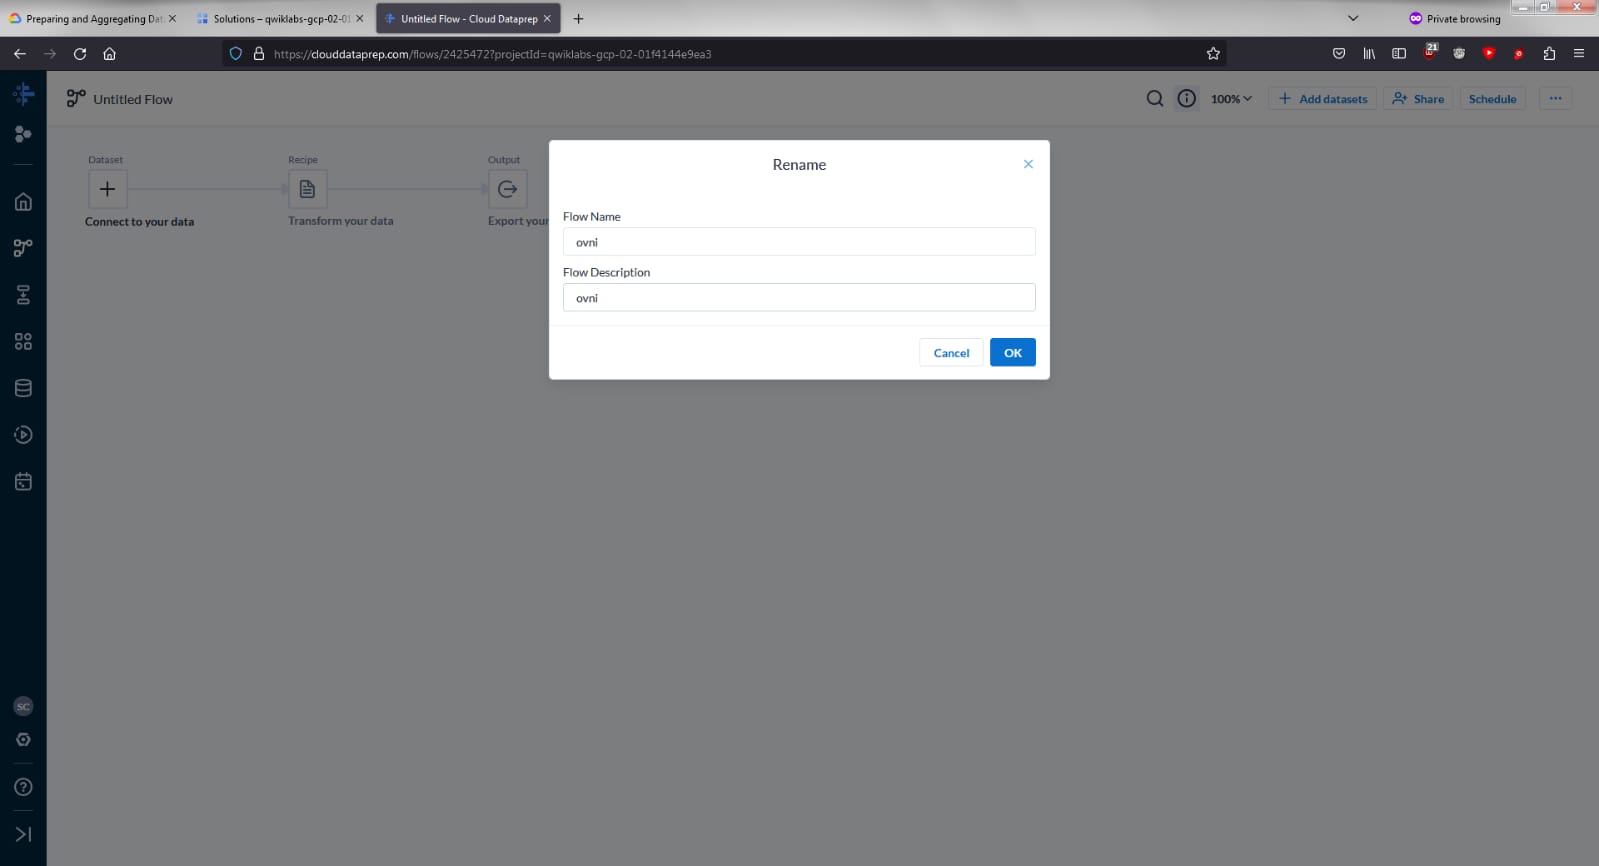 Preparing and Aggregating Dat
Solutions – qwiklabs-gcp-02-01
Untitled Flow - Cloud Dataprep
Private browsing
https://clouddataprep.com/flows/2425472?projectId=qwiklabs-gcp-02-01f4144e9ea3
21
Untitled Flow
100%
Add datasets
Share
Schedule
Dataset
Recipe
Output
Connect to your data
Transform your data
Export your
Rename
Flow Name
ovni
Flow Description
ovni
Cancel
OK
SC